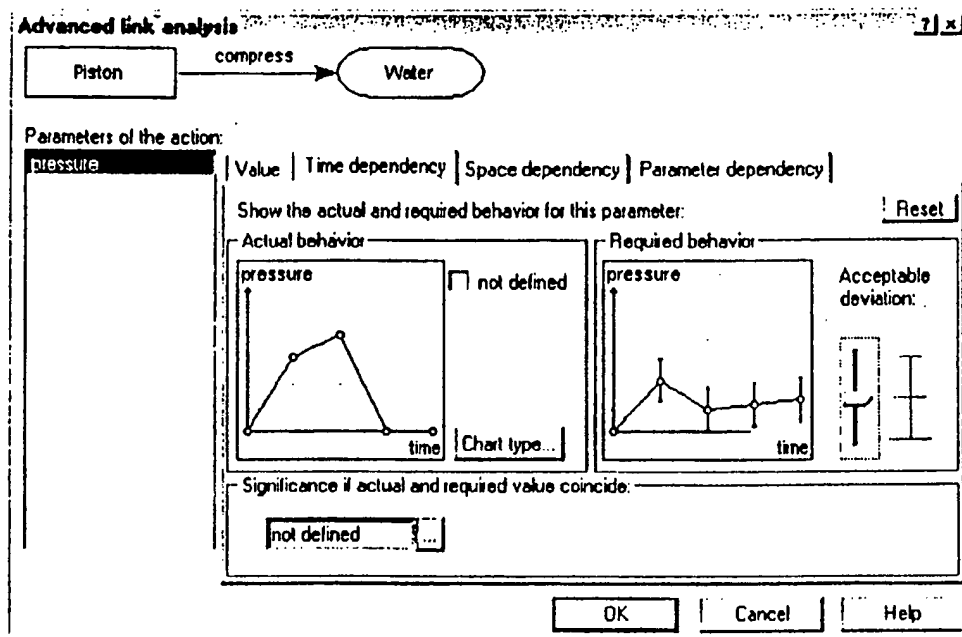 Advanced link analysis
? ×
compress
Piston
Water
Parameters of the action:
pressure
Value Time dependency Space dependency Parameter dependency
Show the actual and required behavior for this parameter:
Reset
Actual behavior
pressure
time
not defined
Chart type...
Required behavior
pressure
time
Acceptable
deviation:
Significance if actual and required value coincide:
not defined
...
OK Cancel Help